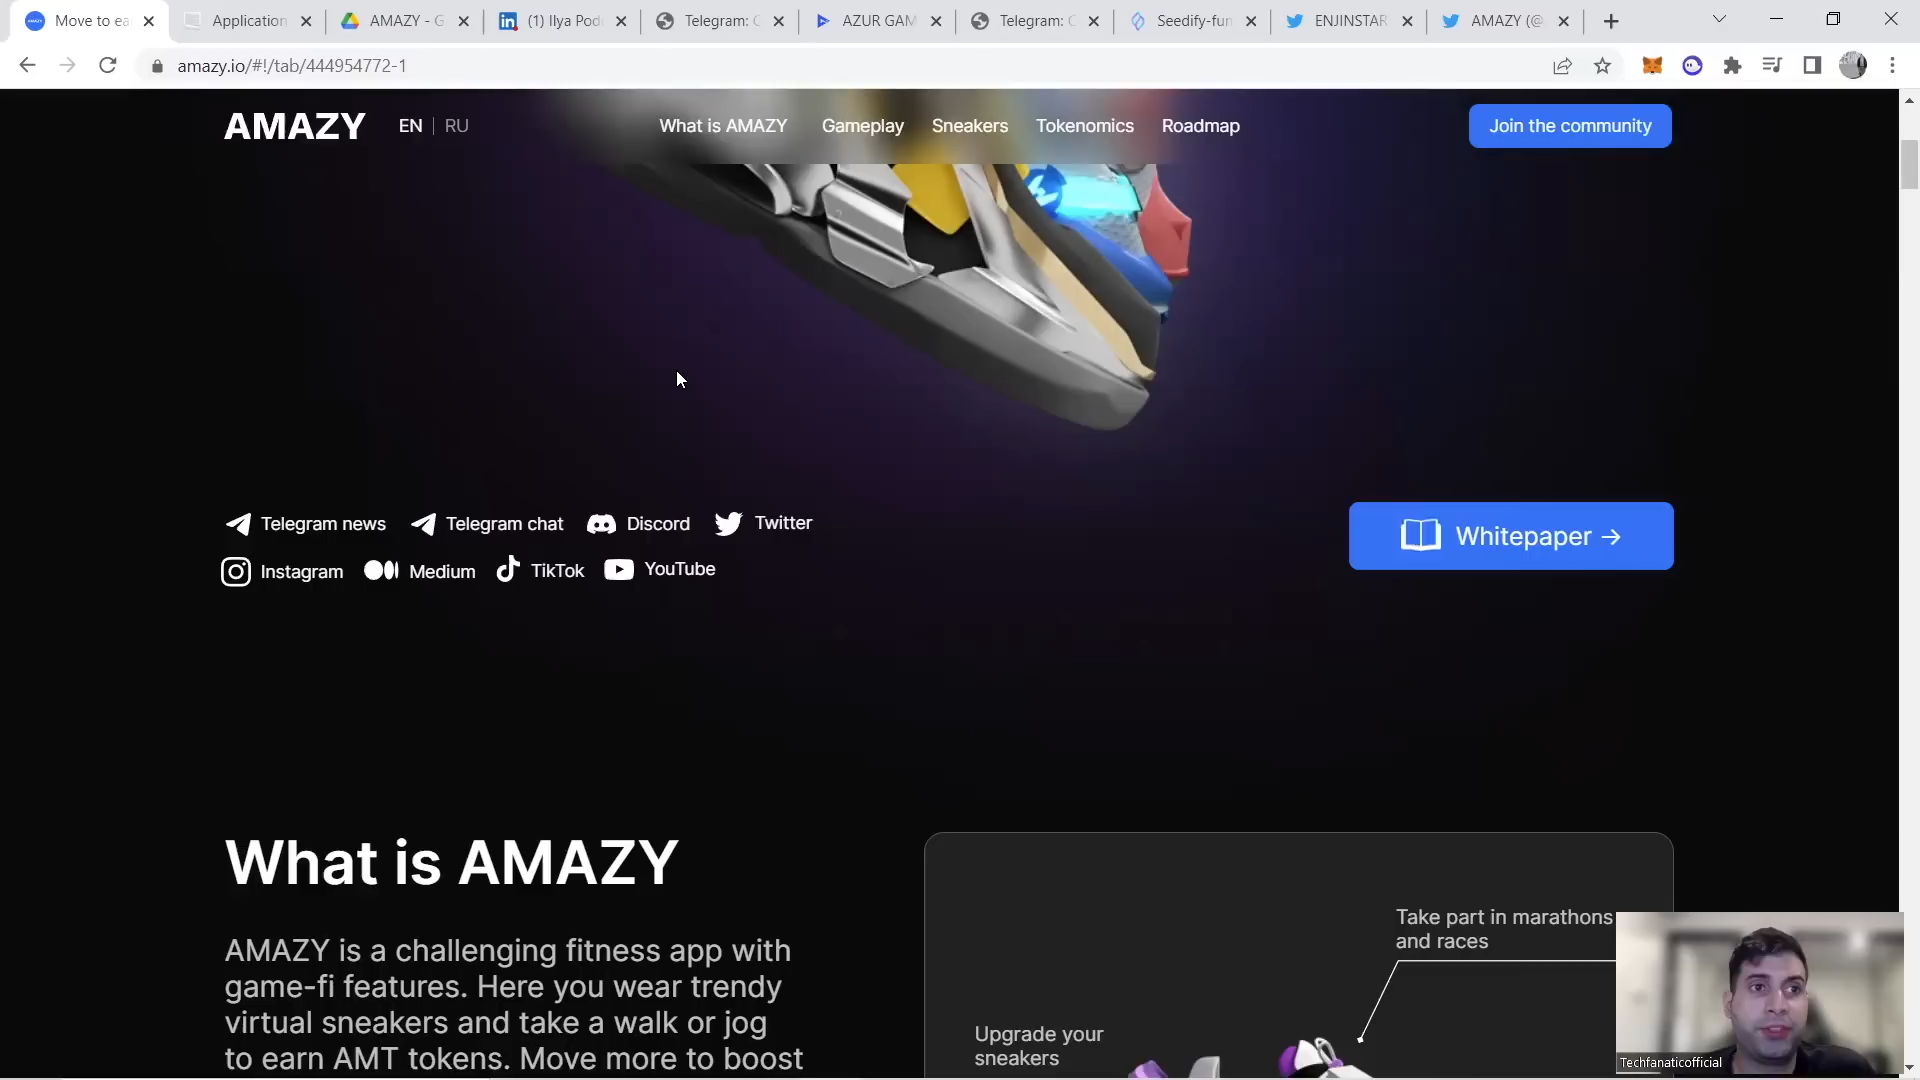 Move to ea
Application
AMAZY - G
(1) Ilya Pod
Telegram: C
AZUR GAM
Telegram: C
Seedify-fun
ENJINSTAR
AMAZY (@
amazy.io/#!/tab/444954772-1
AMAZY
EN | RU
What is AMAZY
Gameplay
Sneakers
Tokenomics
Roadmap
Join the community
Telegram news
Telegram chat
Discord
Twitter
Instagram
Medium
TikTok
YouTube
Whitepaper →
What is AMAZY
AMAZY is a challenging fitness app with
game-fi features. Here you wear trendy
virtual sneakers and take a walk or jog
to earn AMT tokens. Move more to boost
Take part in marathons
and races
Upgrade your
sneakers
Techfanaticofficial